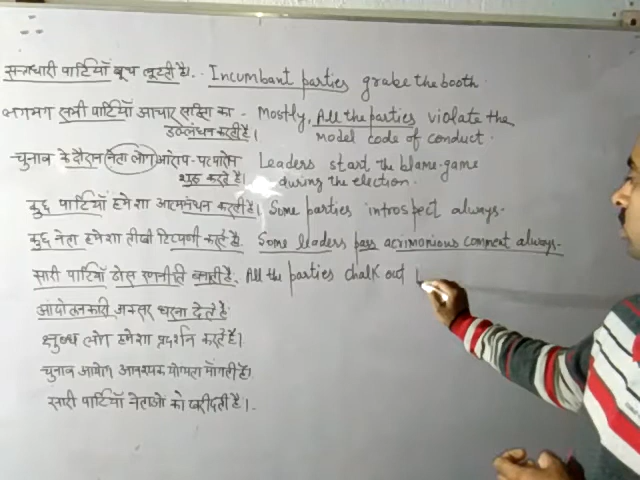 सत्ताधारी पार्टियाँ बूथ लूटती है। . Incumbant parties grabe the booth.
लगभग सभी पार्टियाँ आचार संहिता का - Mostly, All the parties violate the
उल्लंघन करती है। model code of conduct.
चुनाव के दौरान नेता लोग आरोप-परयारोप Leaders start the blame-game
शुरू करते है। during the election.
कुछ पार्टियाँ हमेशा आत्ममंथन करती है। Some parties introspect always.
कुछ नेता हमेशा तीखी टिप्पणी करते है. Some leaders pass acrimonious comment always.
सारी पार्टियाँ ठोस रणनीति बनाती है. All the parties chalk out
आंदोलनकारी अक्सर धरना देते है
क्षुब्ध लोग हमेशा प्रदर्शन करते है।
चुनाव आयोग आवश्यक योग्यता माँगती है।
सारी पार्टियाँ नेताओ को खरीदती है।.